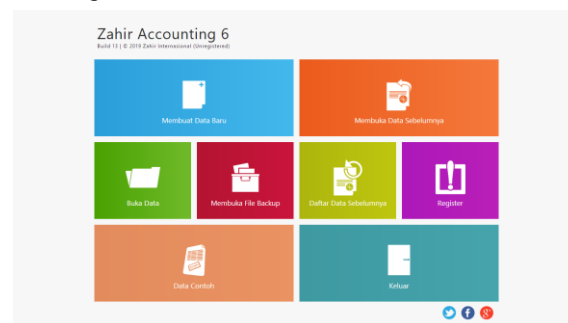 Zahir Accounting 6
Build 13 | © 2019 Zahir Internasional (Unregistered)
Membuat Data Baru
Membuka Data Sebelumnya
Buka Data
Membuka File Backup
Daftar Data Sebelumnya
Register
Data Contoh
Keluar